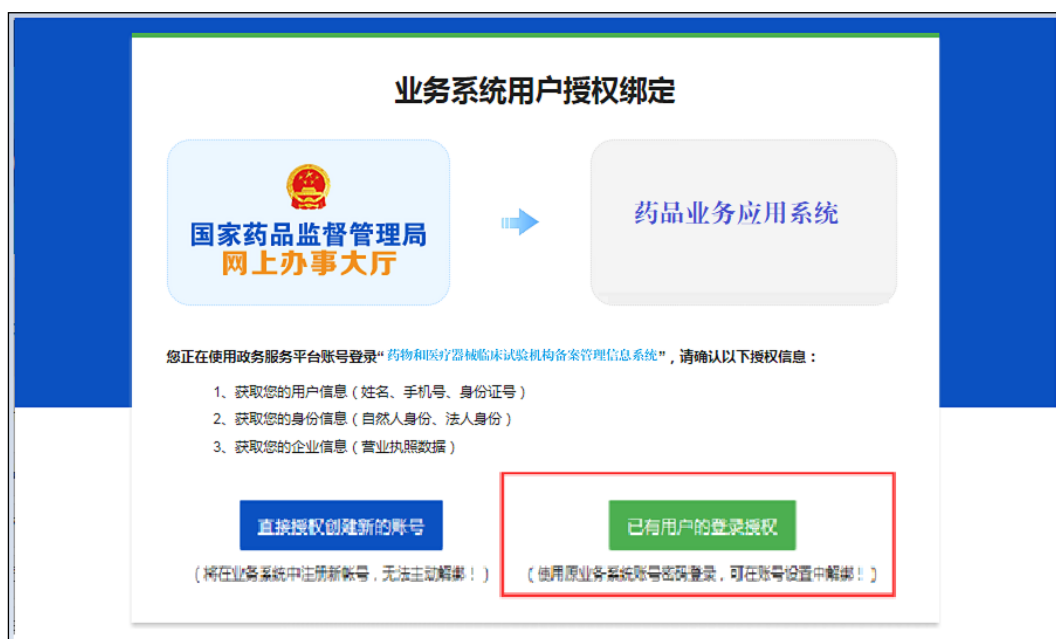 业务系统用户授权绑定
国家药品监督管理局
网上办事大厅
药品业务应用系统
您正在使用政务服务平台账号登录“药物和医疗器械临床试验机构备案管理信息系统”，请确认以下授权信息：
1、获取您的用户信息（姓名、手机号、身份证号）
2、获取您的身份信息（自然人身份、法人身份）
3、获取您的企业信息（营业执照数据）
直接授权创建新的账号
已有用户的登录授权
（将在业务系统中注册新帐号，无法主动解绑！）
（使用原业务系统账号密码登录，可在账号设置中解绑！）